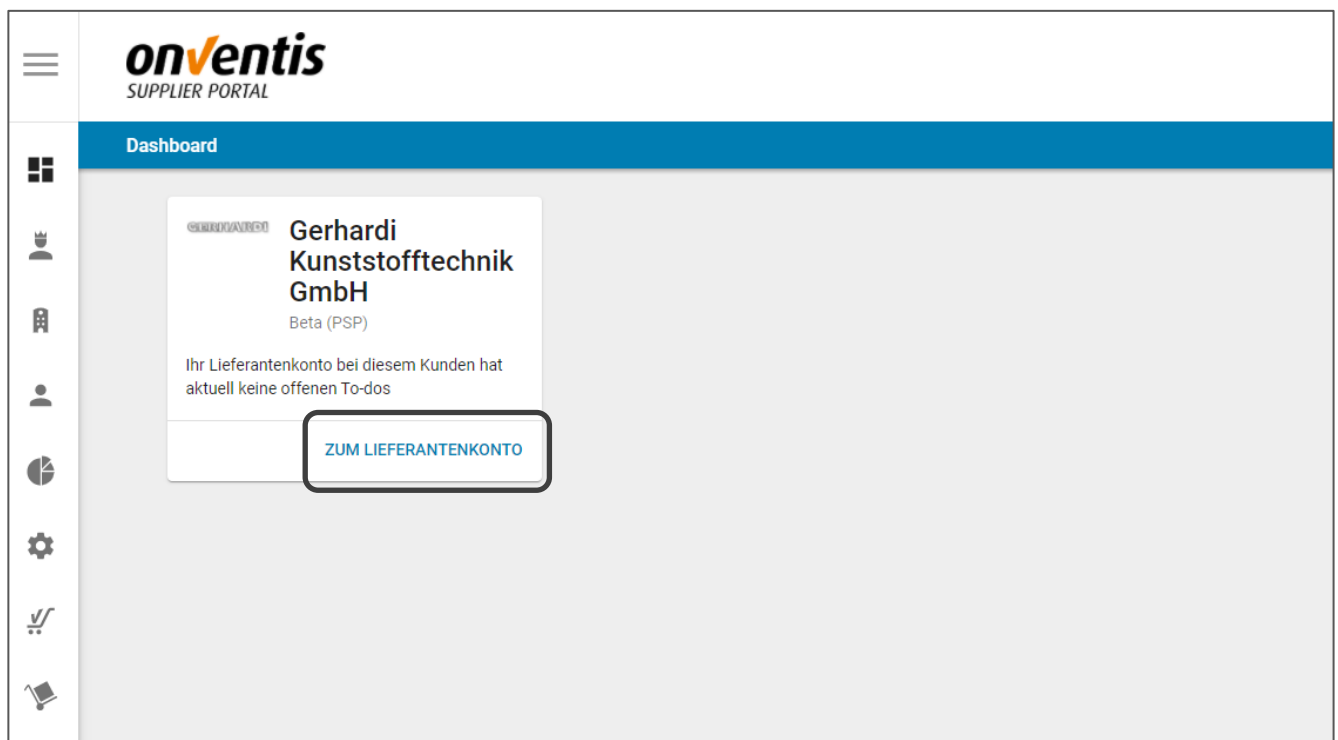 onventis
SUPPLIER PORTAL
Dashboard
GERHARDI
Gerhardi
Kunststofftechnik
GmbH
Beta (PSP)
Ihr Lieferantenkonto bei diesem Kunden hat
aktuell keine offenen To-dos
ZUM LIEFERANTENKONTO